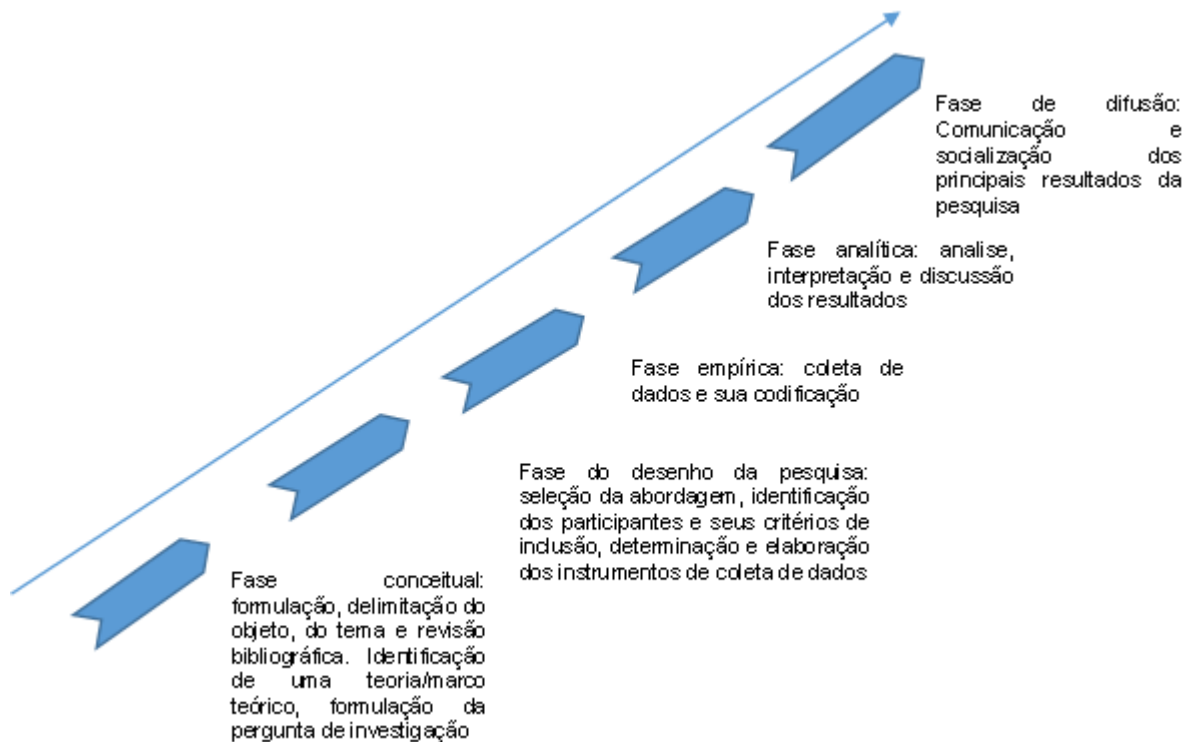 Fase de difusão:
Comunicação e
socialização dos
principais resultados da
pesquisa
Fase analítica: analise,
interpretação e discussão
dos resultados
Fase empírica: coleta de
dados e sua codificação
Fase do desenho da pesquisa:
seleção da abordagem, identificação
dos participantes e seus critérios de
inclusão, determinação e elaboração
dos instrumentos de coleta de dados
Fase conceitual:
formulação, delimitação do
objeto, do tema e revisão
bibliográfica. Identificação
de uma teoria/marco
teórico, formulação da
pergunta de investigação